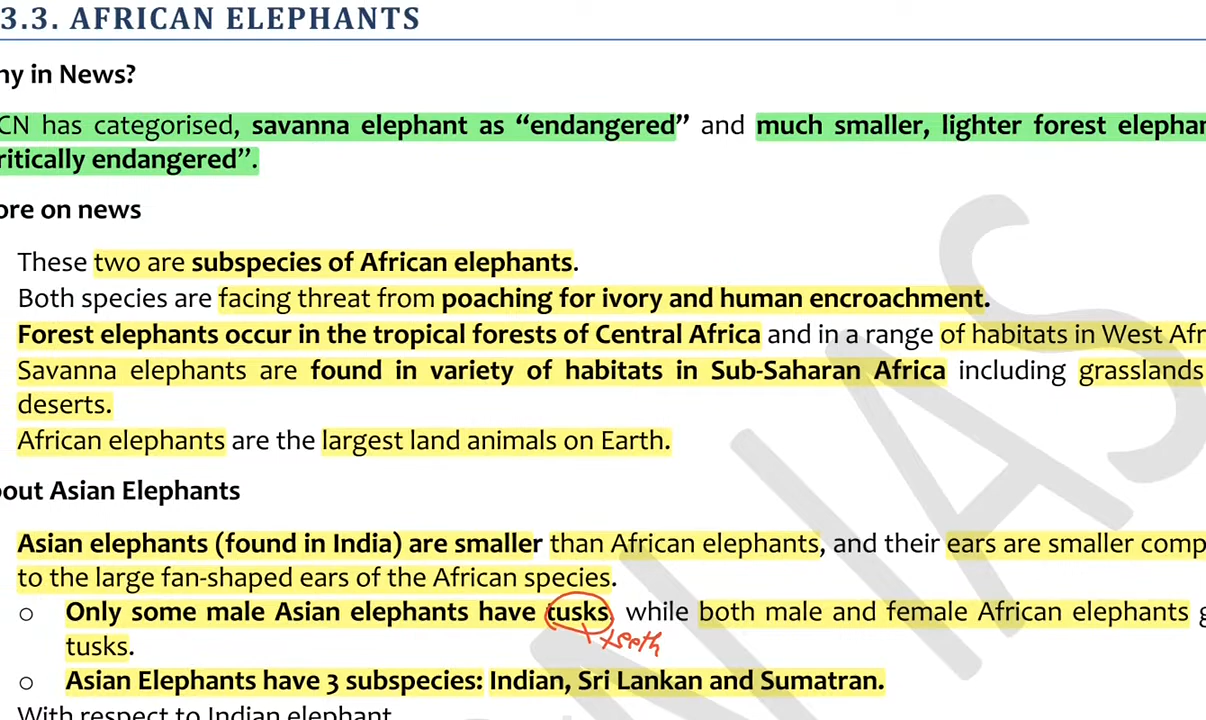 3.3. AFRICAN ELEPHANTS
hy in News?
CN has categorised, savanna elephant as “endangered” and much smaller, lighter forest elephan
ritically endangered”.
ore on news
These two are subspecies of African elephants.
Both species are facing threat from poaching for ivory and human encroachment.
Forest elephants occur in the tropical forests of Central Africa and in a range of habitats in West Afr
Savanna elephants are found in variety of habitats in Sub-Saharan Africa including grasslands
deserts.
African elephants are the largest land animals on Earth.
bout Asian Elephants
Asian elephants (found in India) are smaller than African elephants, and their ears are smaller comp
to the large fan-shaped ears of the African species.
o Only some male Asian elephants have tusks, while both male and female African elephants g
teeth
tusks.
o Asian Elephants have 3 subspecies: Indian, Sri Lankan and Sumatran.
With respect to Indian elephant
IAS